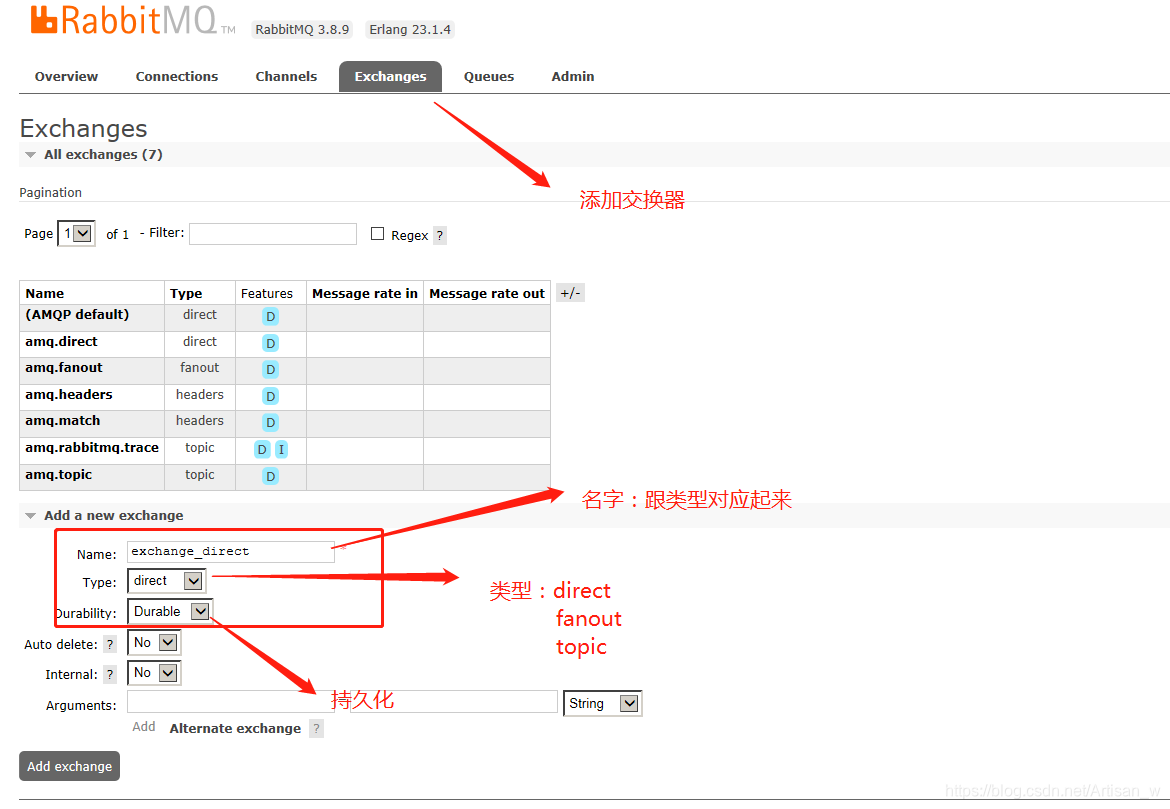 RabbitMQ TM RabbitMQ 3.8.9 Erlang 23.1.4
Overview Connections Channels Exchanges Queues Admin
Exchanges
All exchanges (7)
Pagination
添加交换器
Page 1 of 1 - Filter: Regex ?
Name Type Features Message rate in Message rate out +/-
(AMQP default) direct D
amq.direct direct D
amq.fanout fanout D
amq.headers headers D
amq.match headers D
amq.rabbitmq.trace topic D I
amq.topic topic D
名字：跟类型对应起来
Add a new exchange
Name: exchange_direct *
Type: direct
类型：direct
fanout
topic
Durability: Durable
Auto delete: ? No
Internal: ? No
持久化
Arguments: String
Add Alternate exchange ?
Add exchange
https://blog.csdn.net/Artisan_w